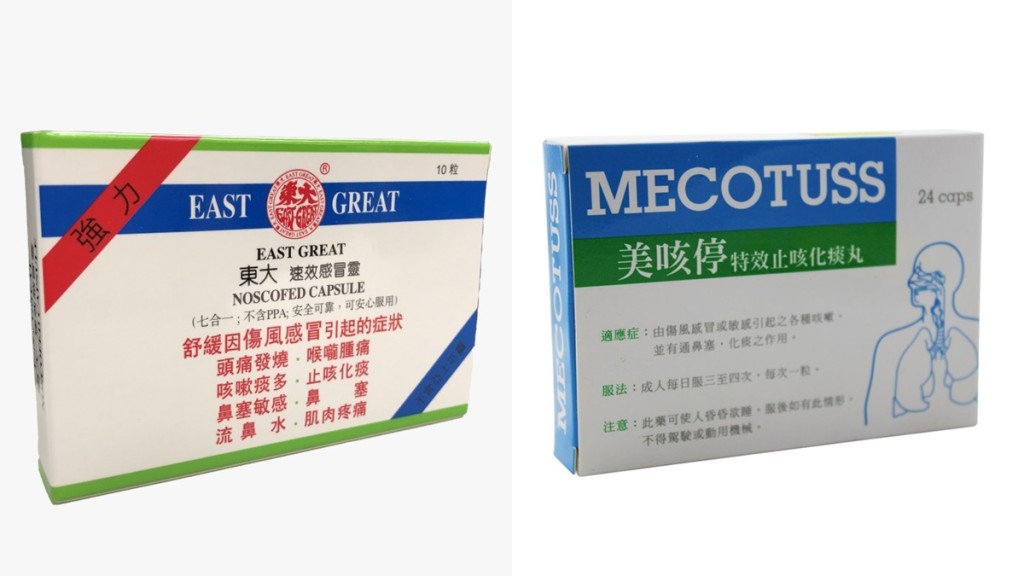 強力
10 粒
EAST GREAT
東大
EAST GREAT
東大 速效感冒靈
NOSCOFED CAPSULE
(七合一 ; 不含PPA; 安全可靠，可安心服用)
舒緩因傷風感冒引起的症狀
頭痛發燒 · 喉嚨腫痛
咳嗽痰多 · 止咳化痰
鼻塞敏感 · 鼻塞
流鼻水 · 肌肉疼痛
MECOTUSS
MECOTUSS
24 caps
美咳停 特效止咳化痰丸
適應症：由傷風感冒或敏感引起之各種咳嗽，
並有通鼻塞，化痰之作用。
服法：成人每日服三至四次，每次一粒。
注意：此藥可使人昏昏欲睡，服後如有此情形，
不得駕駛或動用機械。